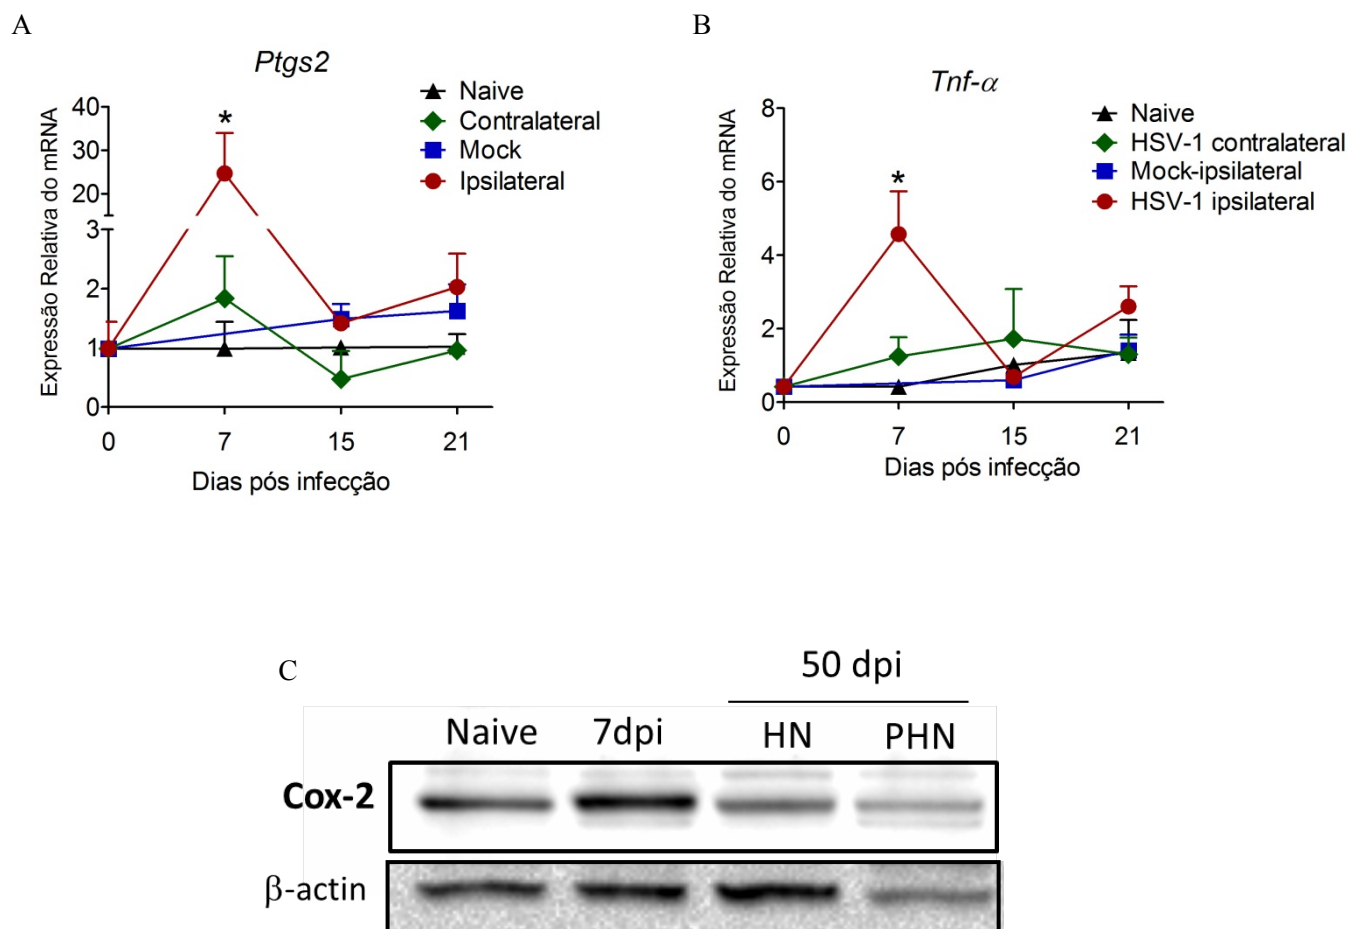 A
Ptgs2
Expressão Relativa do mRNA
40
30
20
3
2
1
0
0 7 15 21
*
Dias pós infecção
Naive
Contralateral
Mock
Ipsilateral
B
Tnf-α
Expressão Relativa do mRNA
8
6
4
2
0
0 7 15 21
*
Dias pós infecção
Naive
HSV-1 contralateral
Mock-ipsilateral
HSV-1 ipsilateral
C
50 dpi
Naive 7dpi HN PHN
Cox-2
β-actin